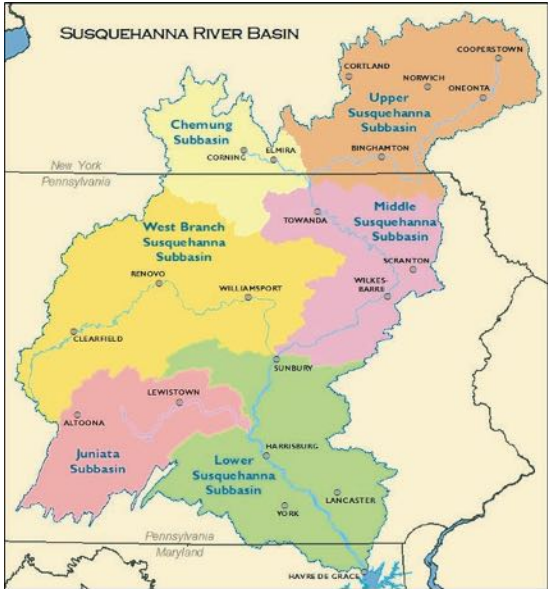 SUSQUEHANNA RIVER BASIN
COOPERSTOWN
CORTLAND
NORWICH
ONEONTA
Upper
Susquehanna
Subbasin
Chemung
Subbasin
CORNING
ELMIRA
BINGHAMTON
New York
Pennsylvania
Middle
Susquehanna
Subbasin
TOWANDA
West Branch
Susquehanna
Subbasin
SCRANTON
RENOVO
WILLIAMSPORT
WILKES-
BARRE
CLEARFIELD
SUNBURY
LEWISTOWN
ALTOONA
Juniata
Subbasin
HARRISBURG
Lower
Susquehanna
Subbasin
LANCASTER
YORK
Pennsylvania
Maryland
HAVRE DE GRACE